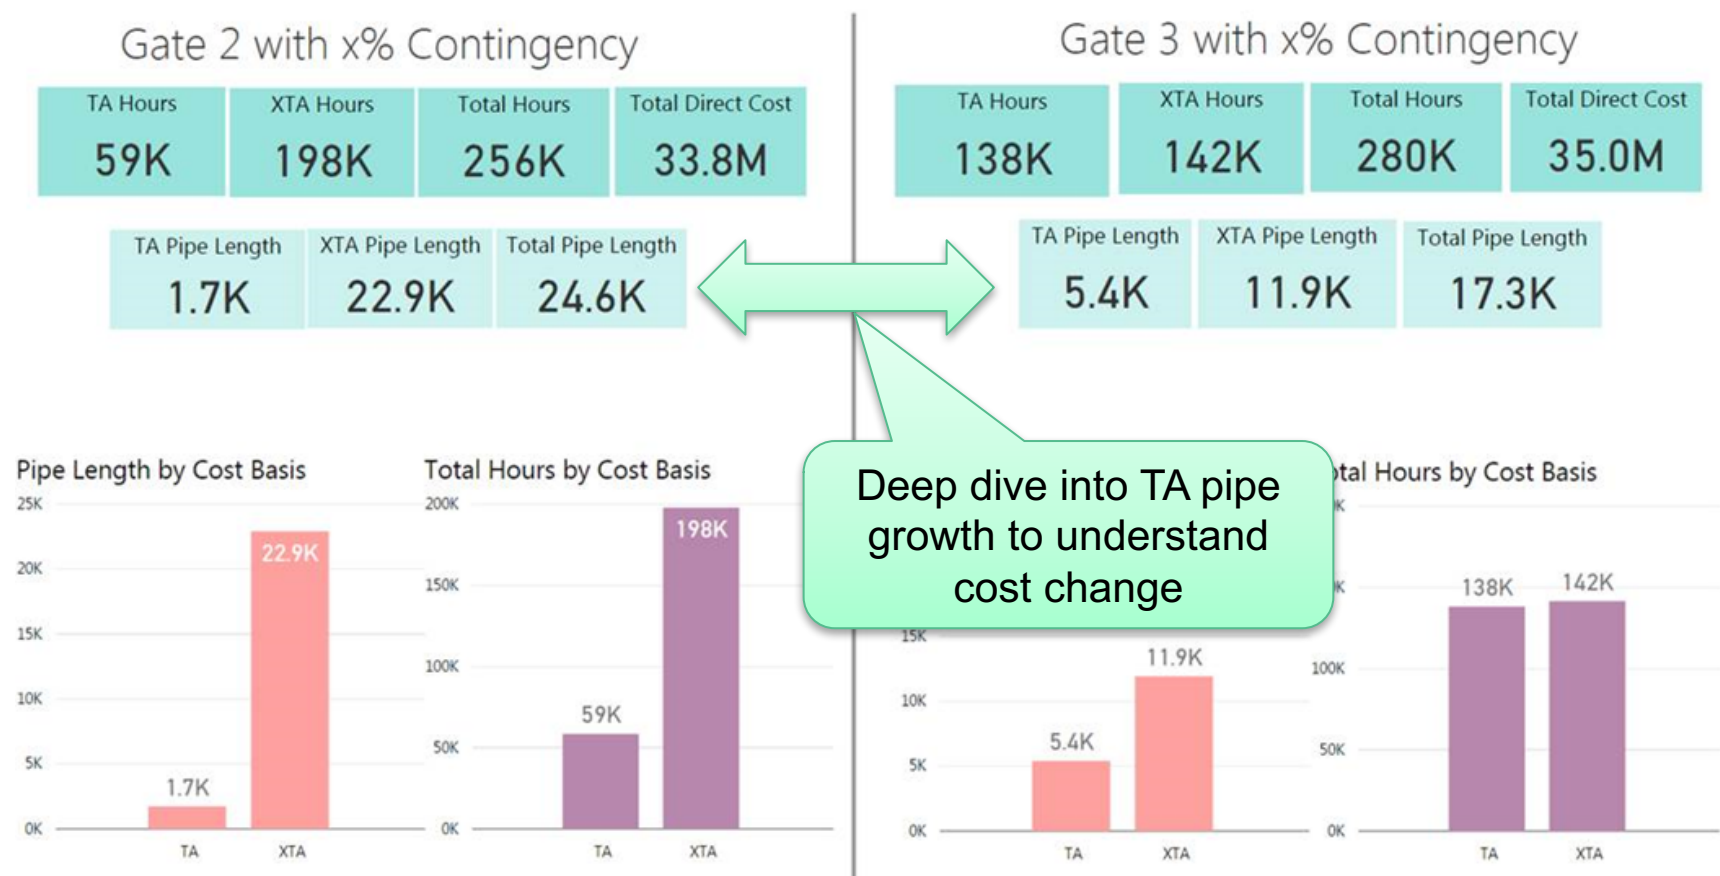 Gate 2 with x% Contingency
TA Hours
59K
XTA Hours
198K
Total Hours
256K
Total Direct Cost
33.8M
TA Pipe Length
1.7K
XTA Pipe Length
22.9K
Total Pipe Length
24.6K
Gate 3 with x% Contingency
TA Hours
138K
XTA Hours
142K
Total Hours
280K
Total Direct Cost
35.0M
TA Pipe Length
5.4K
XTA Pipe Length
11.9K
Total Pipe Length
17.3K
Deep dive into TA pipe
growth to understand
cost change
Pipe Length by Cost Basis
25K
20K
15K
10K
5K
0K
1.7K
22.9K
TA
XTA
Total Hours by Cost Basis
200K
150K
100K
50K
0K
59K
198K
TA
XTA
15K
10K
5K
0K
5.4K
11.9K
TA
XTA
Hours by Cost Basis
100K
50K
0K
138K
142K
TA
XTA